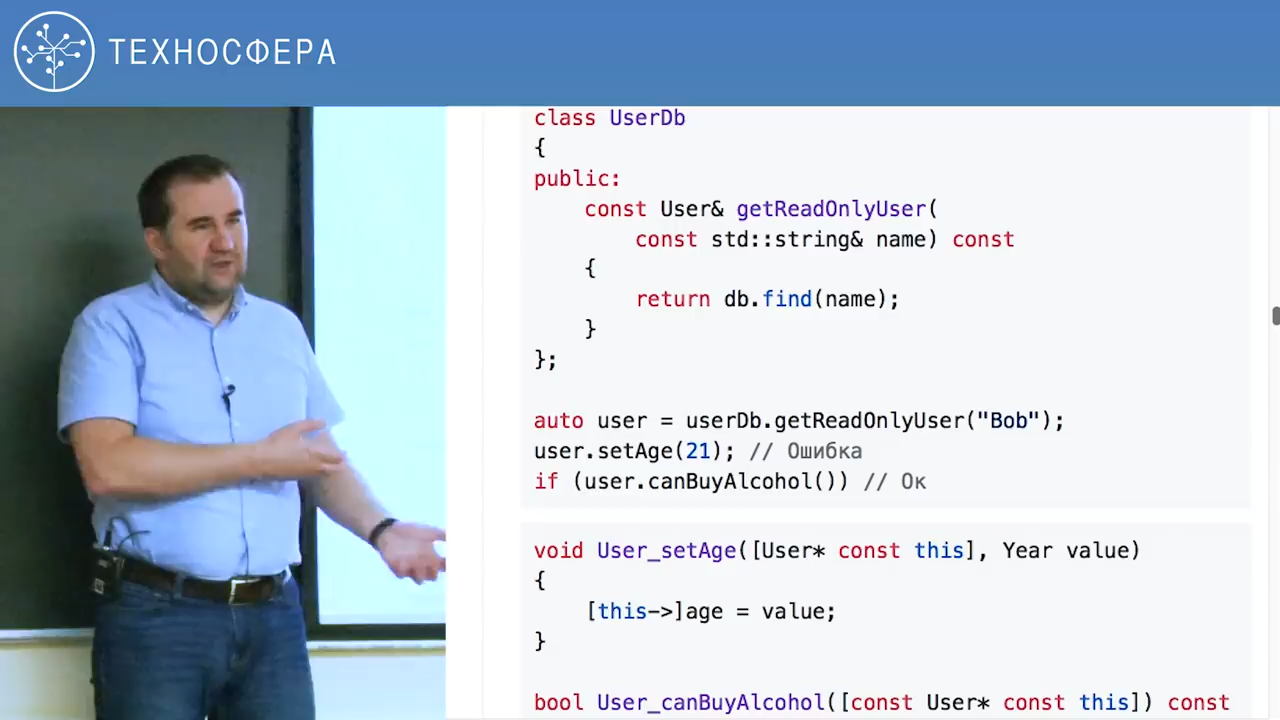 ТЕХНОСФЕРА
class UserDb
{
public:
    const User& getReadOnlyUser(
        const std::string& name) const
    {
        return db.find(name);
    }
};

auto user = userDb.getReadOnlyUser("Bob");
user.setAge(21); // Ошибка
if (user.canBuyAlcohol()) // Ок
void User_setAge([User* const this], Year value)
{
    [this->]age = value;
}

bool User_canBuyAlcohol([const User* const this]) const